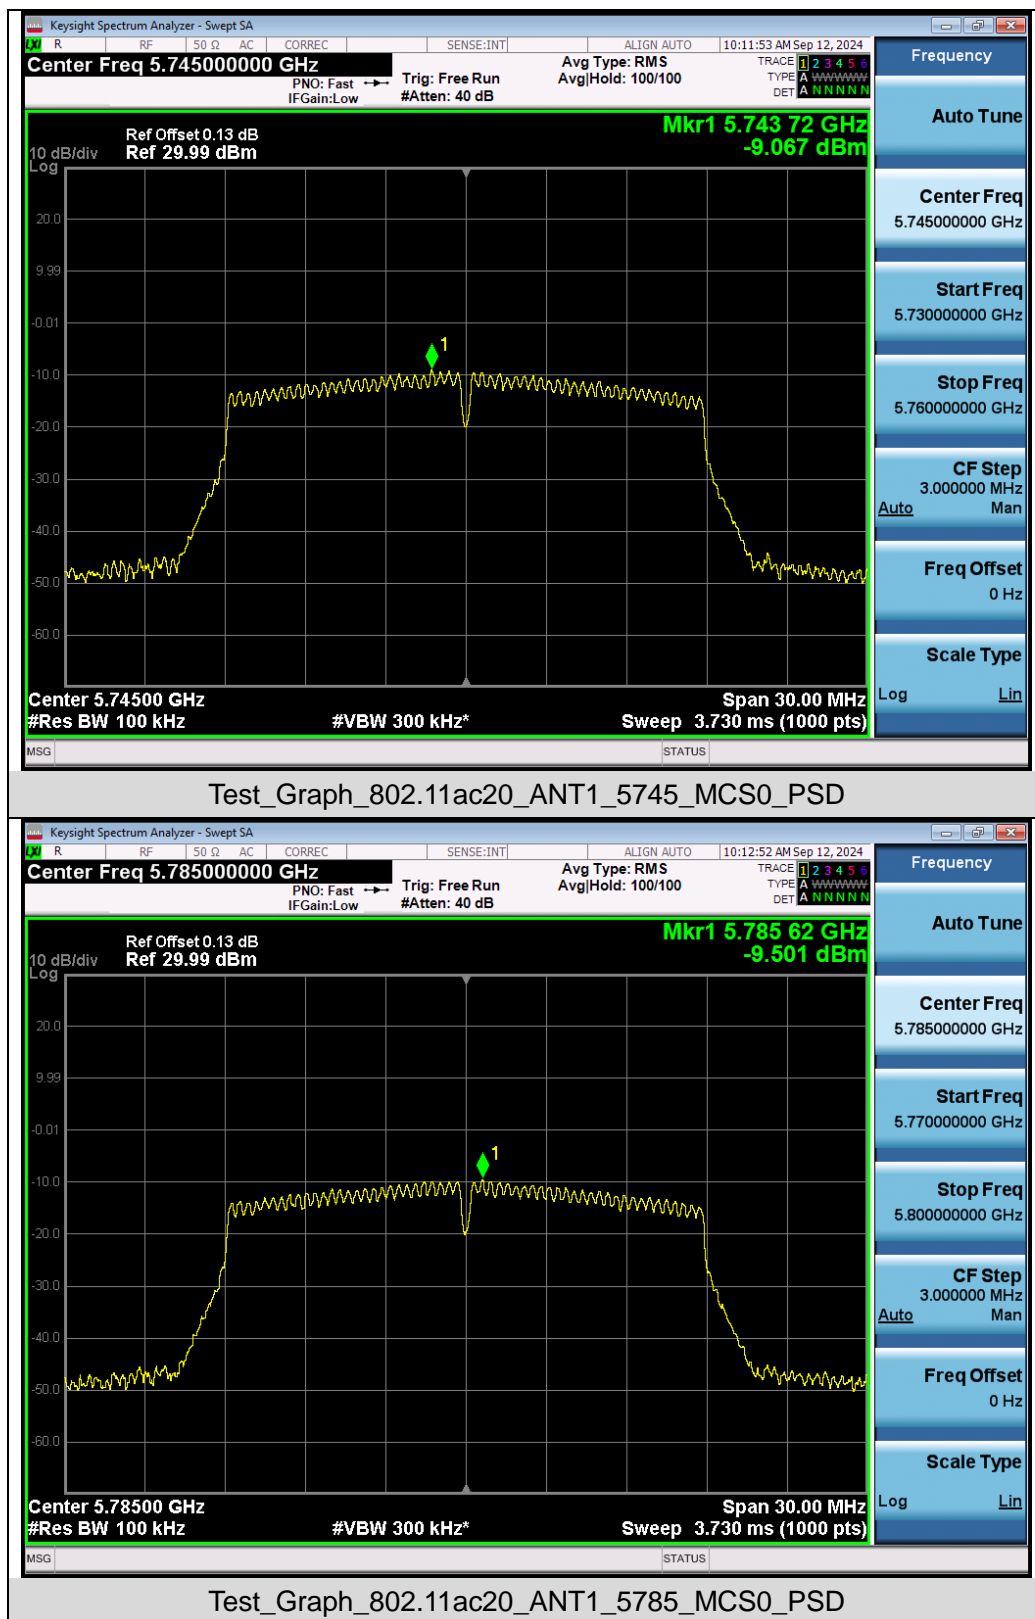 Keysight Spectrum Analyzer - Swept SA
LXI R RF 50 Ω AC CORREC SENSE:INT ALIGN AUTO 10:11:53 AM Sep 12, 2024
Center Freq 5.745000000 GHz Avg Type: RMS TRACE 1 2 3 4 5 6
PNO: Fast Trig: Free Run Avg|Hold: 100/100 TYPE A WWWWW
IFGain:Low #Atten: 40 dB DET A N N N N N
Frequency
Auto Tune
Ref Offset 0.13 dB Mkr1 5.743 72 GHz
10 dB/div Ref 29.99 dBm -9.067 dBm
Log
20.0
9.99
-0.01
-10.0
-20.0
-30.0
-40.0
-50.0
-60.0
1
Center Freq
5.745000000 GHz
Start Freq
5.730000000 GHz
Stop Freq
5.760000000 GHz
CF Step
3.000000 MHz
Auto Man
Freq Offset
0 Hz
Scale Type
Log Lin
Center 5.74500 GHz Span 30.00 MHz
#Res BW 100 kHz #VBW 300 kHz* Sweep 3.730 ms (1000 pts)
MSG STATUS
Test_Graph_802.11ac20_ANT1_5745_MCS0_PSD
Keysight Spectrum Analyzer - Swept SA
LXI R RF 50 Ω AC CORREC SENSE:INT ALIGN AUTO 10:12:52 AM Sep 12, 2024
Center Freq 5.785000000 GHz Avg Type: RMS TRACE 1 2 3 4 5 6
PNO: Fast Trig: Free Run Avg|Hold: 100/100 TYPE A WWWWW
IFGain:Low #Atten: 40 dB DET A N N N N N
Frequency
Auto Tune
Ref Offset 0.13 dB Mkr1 5.785 62 GHz
10 dB/div Ref 29.99 dBm -9.501 dBm
Log
20.0
9.99
-0.01
-10.0
-20.0
-30.0
-40.0
-50.0
-60.0
1
Center Freq
5.785000000 GHz
Start Freq
5.770000000 GHz
Stop Freq
5.800000000 GHz
CF Step
3.000000 MHz
Auto Man
Freq Offset
0 Hz
Scale Type
Log Lin
Center 5.78500 GHz Span 30.00 MHz
#Res BW 100 kHz #VBW 300 kHz* Sweep 3.730 ms (1000 pts)
MSG STATUS
Test_Graph_802.11ac20_ANT1_5785_MCS0_PSD